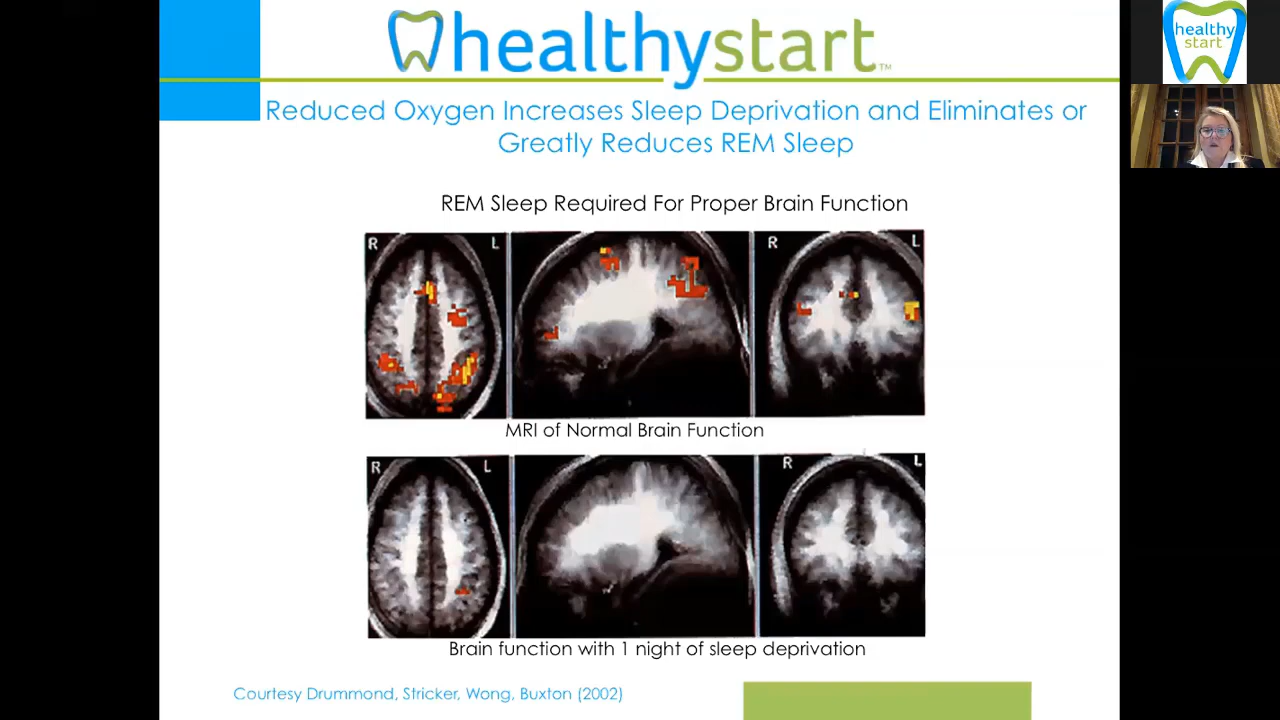 healthystart™
healthy
start
Reduced Oxygen Increases Sleep Deprivation and Eliminates or
Greatly Reduces REM Sleep
REM Sleep Required For Proper Brain Function
R L R L
MRI of Normal Brain Function
R L R L
Brain function with 1 night of sleep deprivation
Courtesy Drummond, Stricker, Wong, Buxton (2002)